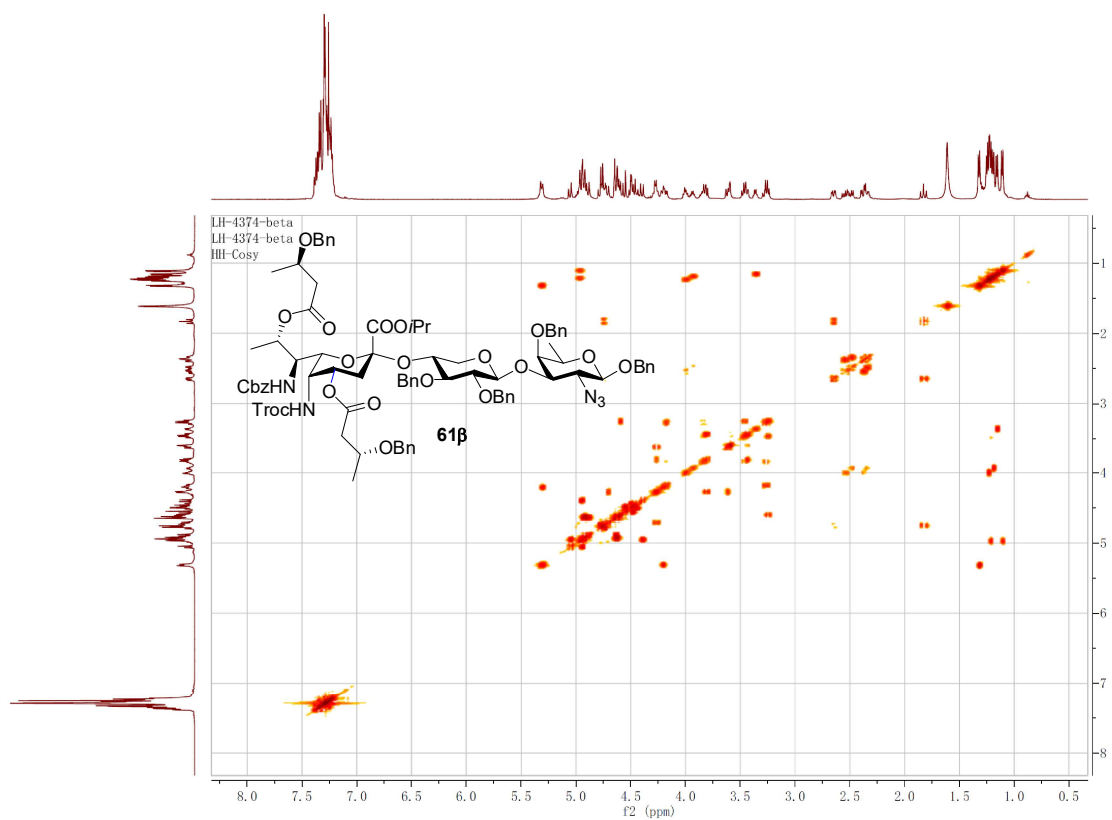 LH-4374-beta
LH-4374-beta
HH-Cosy
OBn
O
O
COOiPr
O
O
O
OBn
O
OBn
CbzHN
O
BnO
OBn
O
N3
TrocHN
O
61β
OBn
1
2
3
4
5
6
7
8
8.0 7.5 7.0 6.5 6.0 5.5 5.0 4.5 4.0 3.5 3.0 2.5 2.0 1.5 1.0 0.5
f2 (ppm)